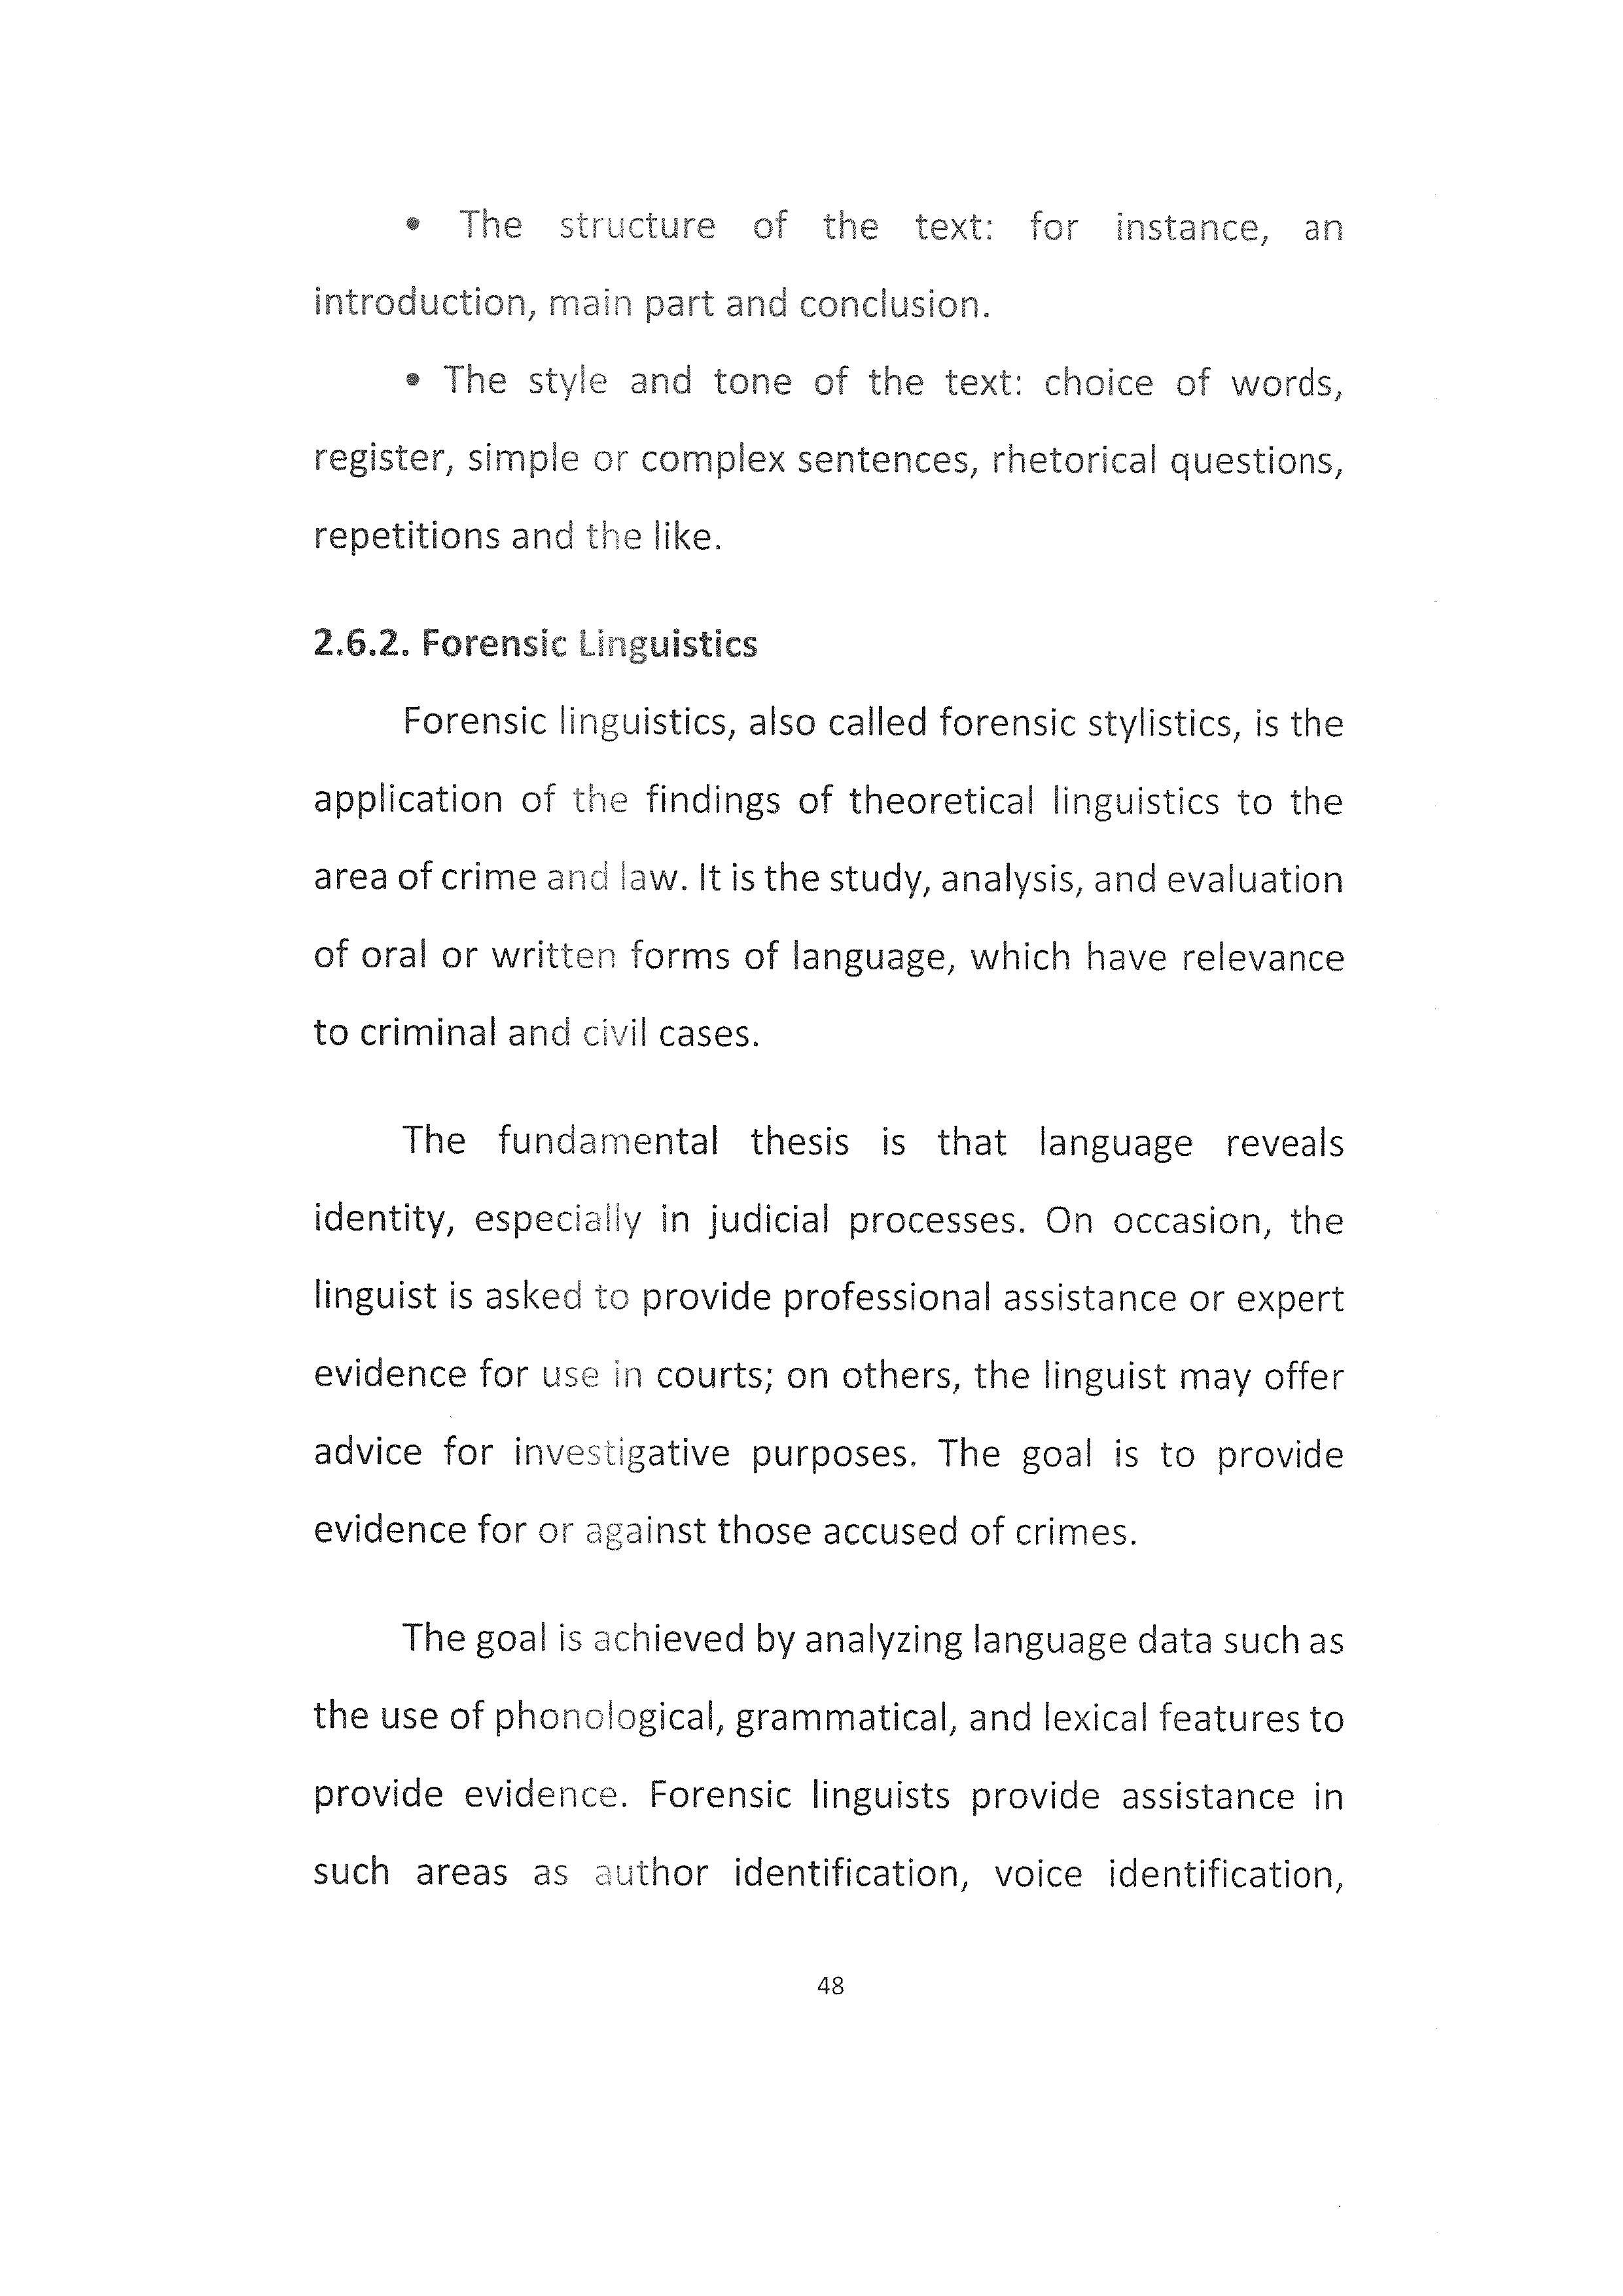 • The structure of the text: for instance, an
introduction, main part and conclusion.
• The style and tone of the text: choice of words,
register, simple or complex sentences, rhetorical questions,
repetitions and the like.
2.6.2. Forensic Linguistics
Forensic linguistics, also called forensic stylistics, is the
application of the findings of theoretical linguistics to the
area of crime and law. It is the study, analysis, and evaluation
of oral or written forms of language, which have relevance
to criminal and civil cases.
The fundamental thesis is that language reveals
identity, especially in judicial processes. On occasion, the
linguist is asked to provide professional assistance or expert
evidence for use in courts; on others, the linguist may offer
advice for investigative purposes. The goal is to provide
evidence for or against those accused of crimes.
The goal is achieved by analyzing language data such as
the use of phonological, grammatical, and lexical features to
provide evidence. Forensic linguists provide assistance in
such areas as author identification, voice identification,
48